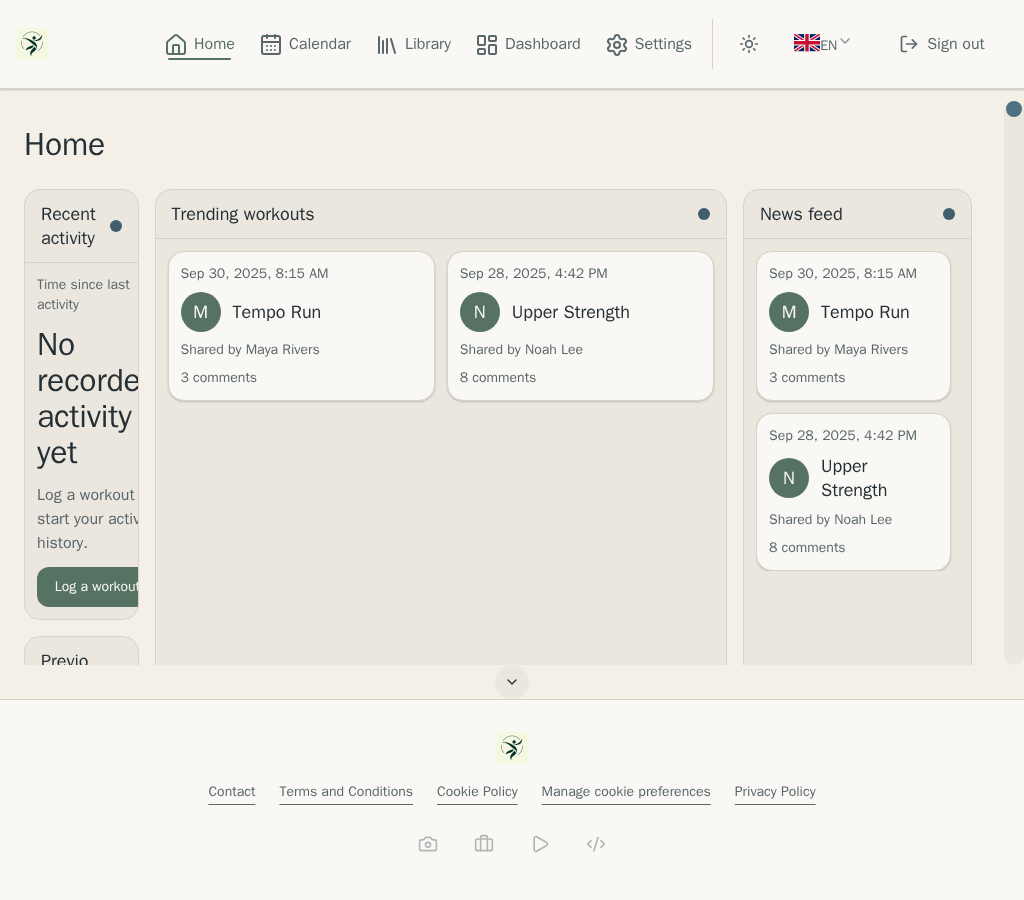 Home
Calendar
Library
Dashboard
Settings
EN
Sign out
Home
Recent
activity
Time since last
activity
No
recorde
activity
yet
Log a workout
start your activ
history.
Log a workout
Previo
Trending workouts
Sep 30, 2025, 8:15 AM
M
Tempo Run
Shared by Maya Rivers
3 comments
Sep 28, 2025, 4:42 PM
N
Upper Strength
Shared by Noah Lee
8 comments
News feed
Sep 30, 2025, 8:15 AM
M
Tempo Run
Shared by Maya Rivers
3 comments
Sep 28, 2025, 4:42 PM
N
Upper
Strength
Shared by Noah Lee
8 comments
Contact
Terms and Conditions
Cookie Policy
Manage cookie preferences
Privacy Policy